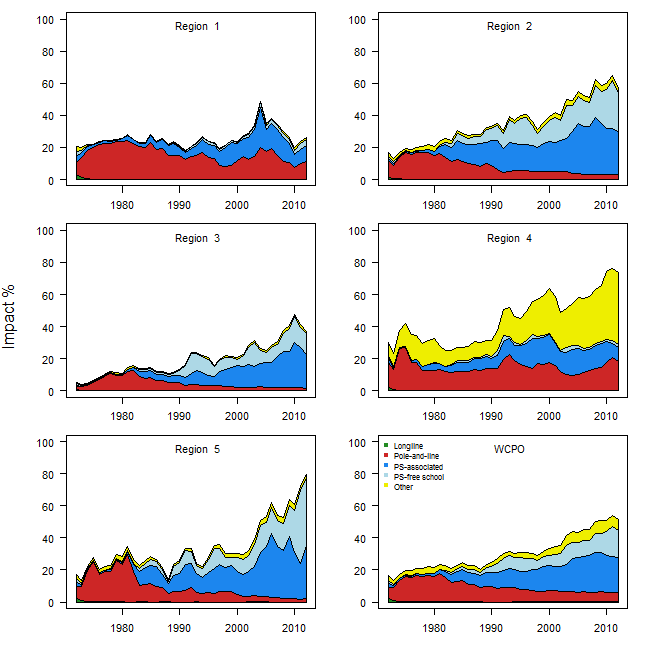 Region 1
100
80
60
40
20
0
1980 1990 2000 2010
Region 2
100
80
60
40
20
0
1980 1990 2000 2010
Impact %
Region 3
100
80
60
40
20
0
1980 1990 2000 2010
Region 4
100
80
60
40
20
0
1980 1990 2000 2010
Region 5
100
80
60
40
20
0
1980 1990 2000 2010
WCPO
Longline
Pole-and-line
PS-associated
PS-free school
Other
100
80
60
40
20
0
1980 1990 2000 2010